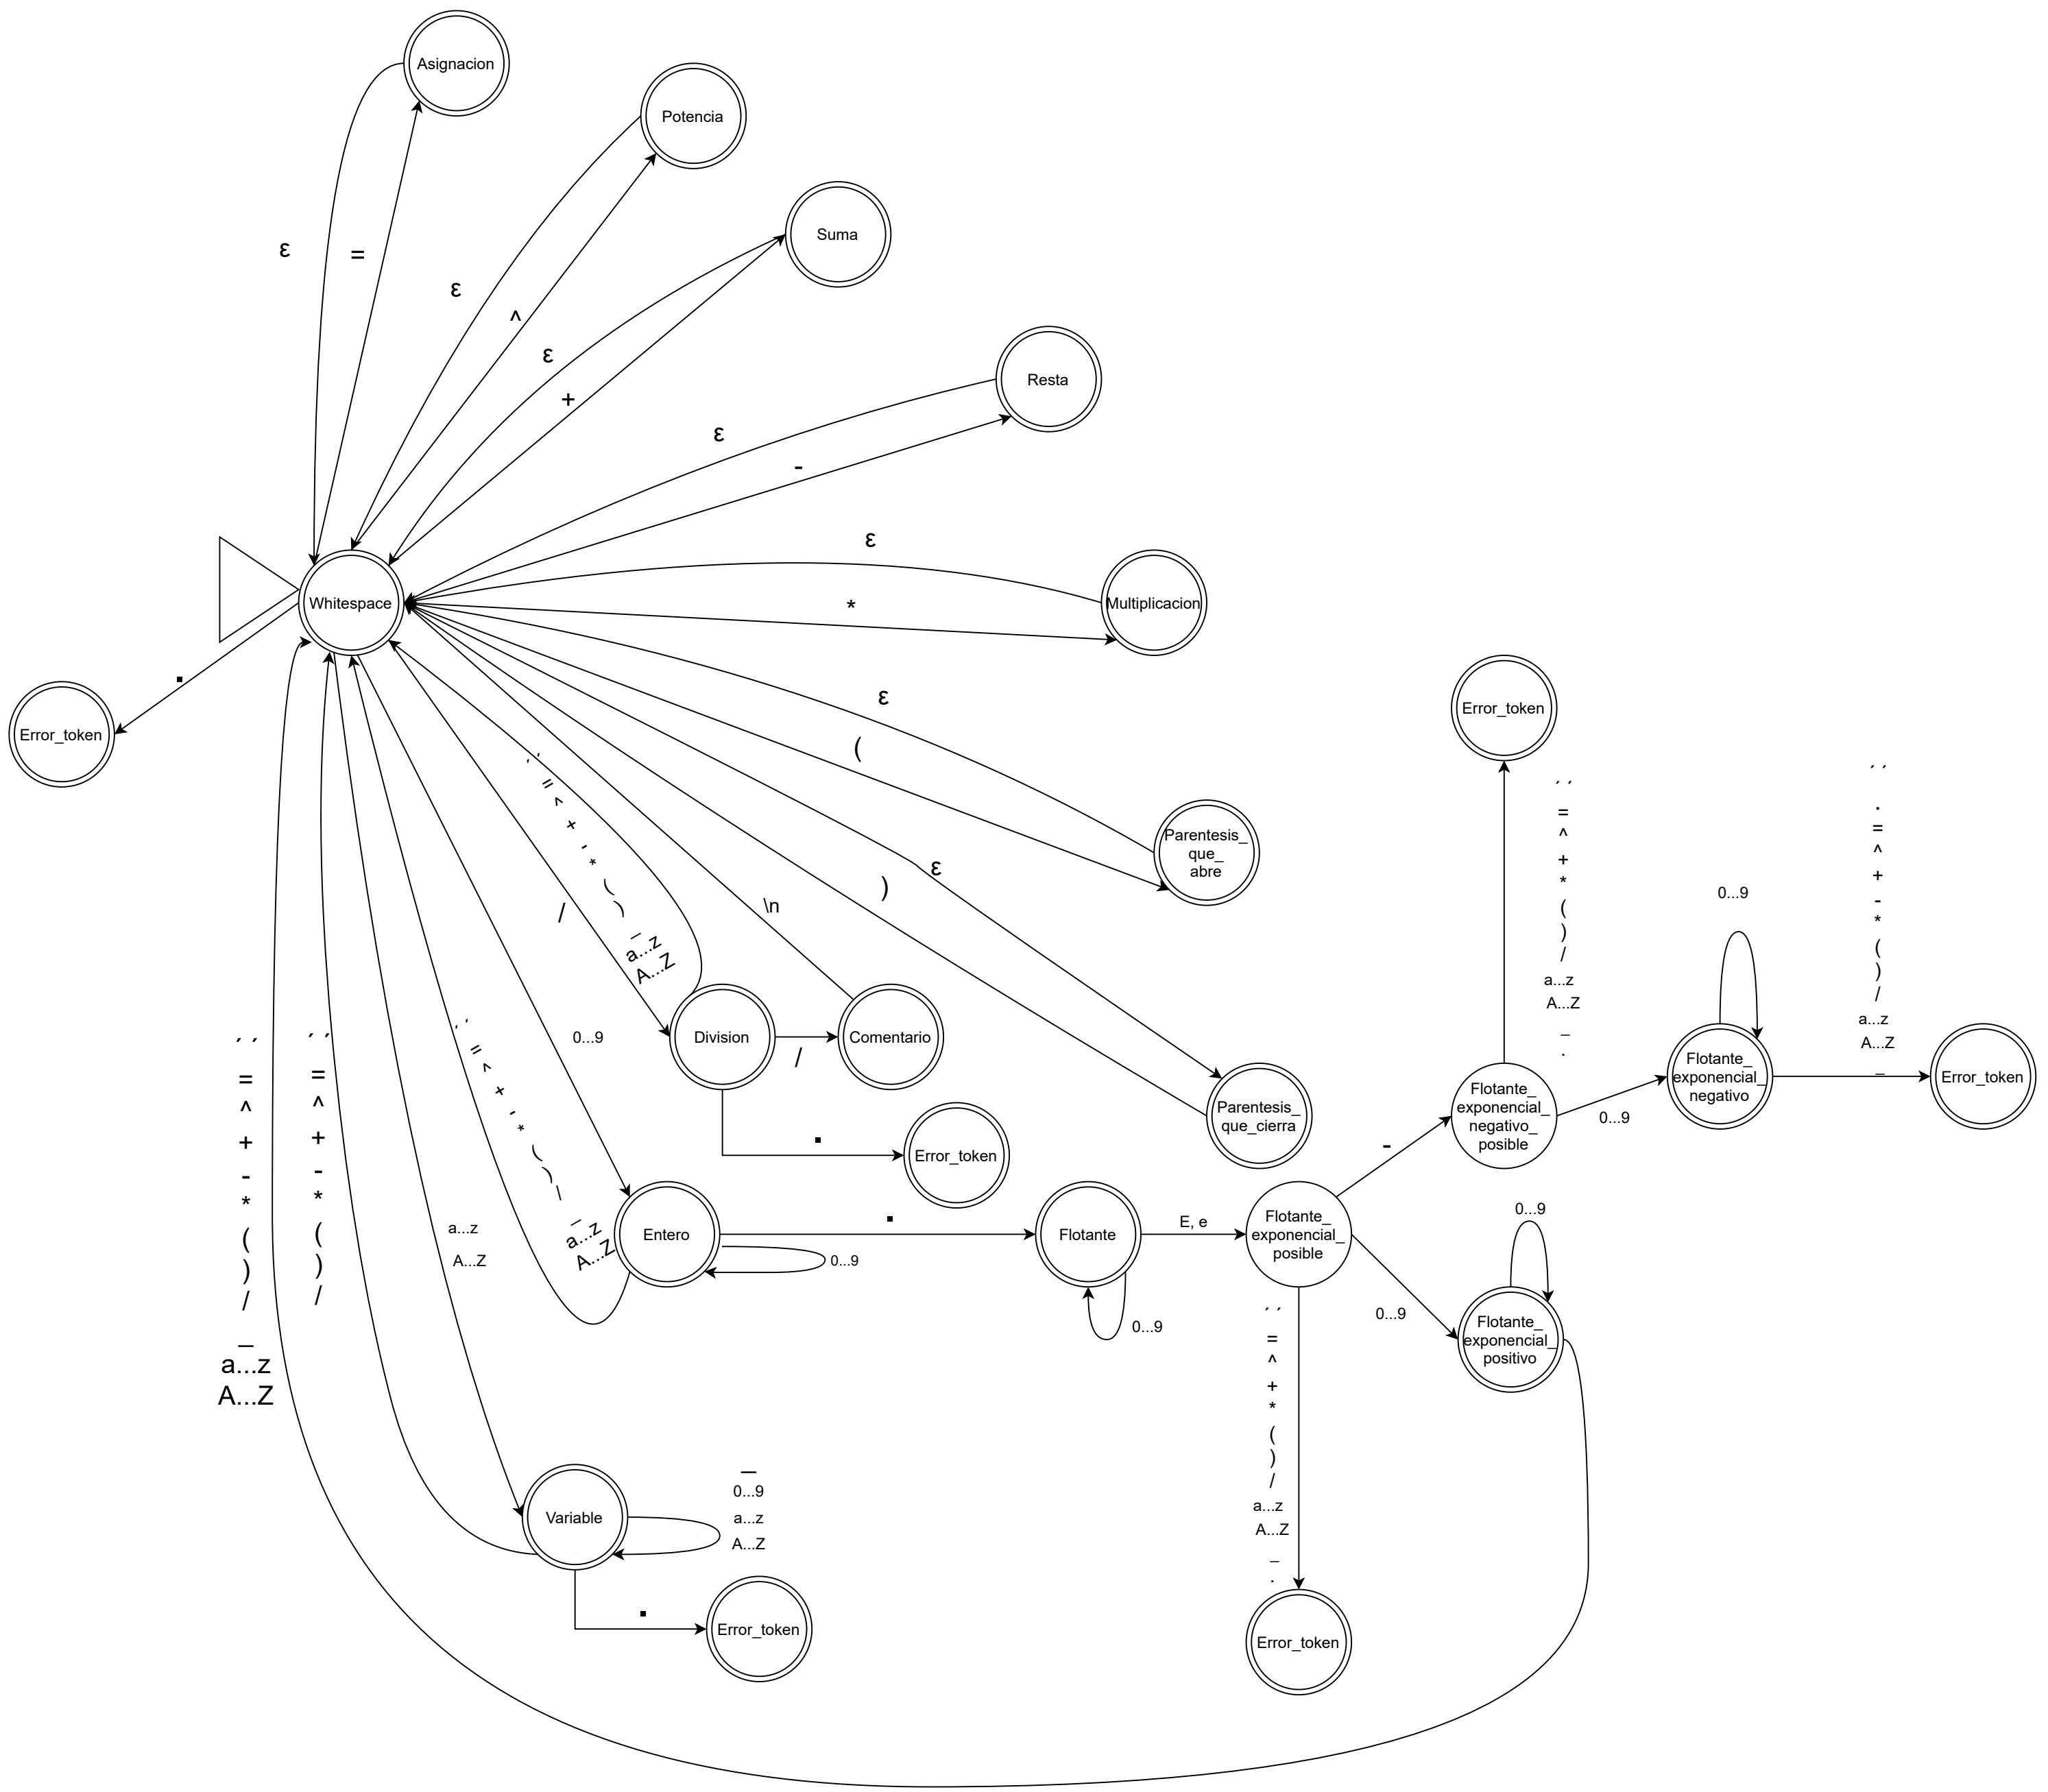 Asignacion
Potencia
Suma
ε
=
ε
^
ε
+
Resta
ε
-
ε
Whitespace
*
Multiplicacion
.
Error_token
ε
(
Error_token
´ ´
=
^
+
-
*
(
)
_
a...z
A...Z
/
\n
ε
)
Parentesis_
que_
abre
´ ´
=
^
+
*
(
)
/
a...z
A...Z
_
.
0...9
´ ´
.
=
^
+
-
*
(
)
/
a...z
A...Z
_
Division
/
Comentario
.
Error_token
Parentesis_
que_cierra
Flotante_
exponencial_
negativo_
posible
0...9
Flotante_
exponencial_
negativo
Error_token
´ ´
=
^
+
-
*
(
)
/
_
a...z
A...Z
´ ´
=
^
+
-
*
(
)
/
´ ´
=
^
+
-
*
(
)
/
_
a...z
A...Z
0...9
a...z
A...Z
Entero
.
0...9
Flotante
0...9
E, e
Flotante_
exponencial_
posible
-
0...9
0...9
Flotante_
exponencial_
positivo
´ ´
=
^
+
*
(
)
/
a...z
A...Z
_
.
Error_token
Variable
_
0...9
a...z
A...Z
.
Error_token